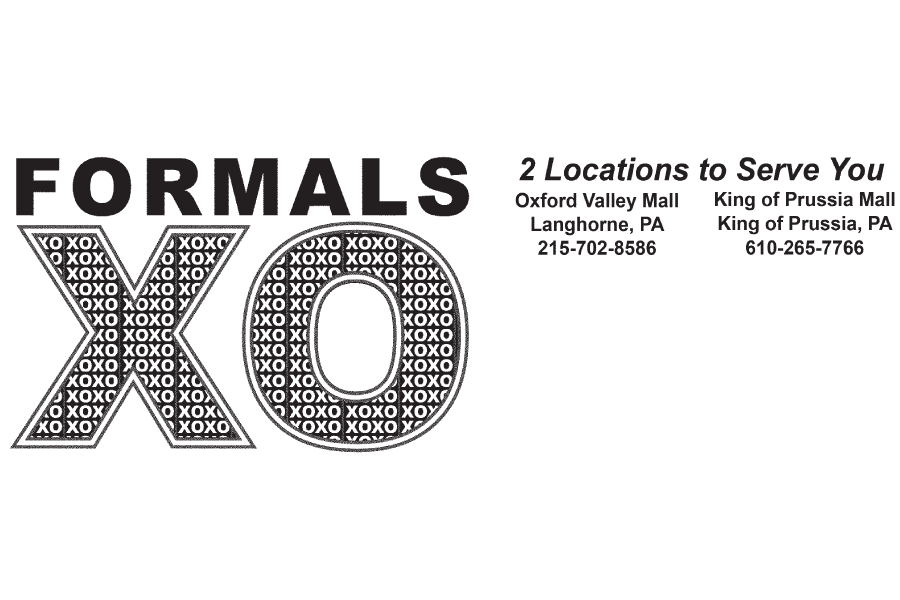 FORMALS
XO
2 Locations to Serve You
Oxford Valley Mall
Langhorne, PA
215-702-8586
King of Prussia Mall
King of Prussia, PA
610-265-7766